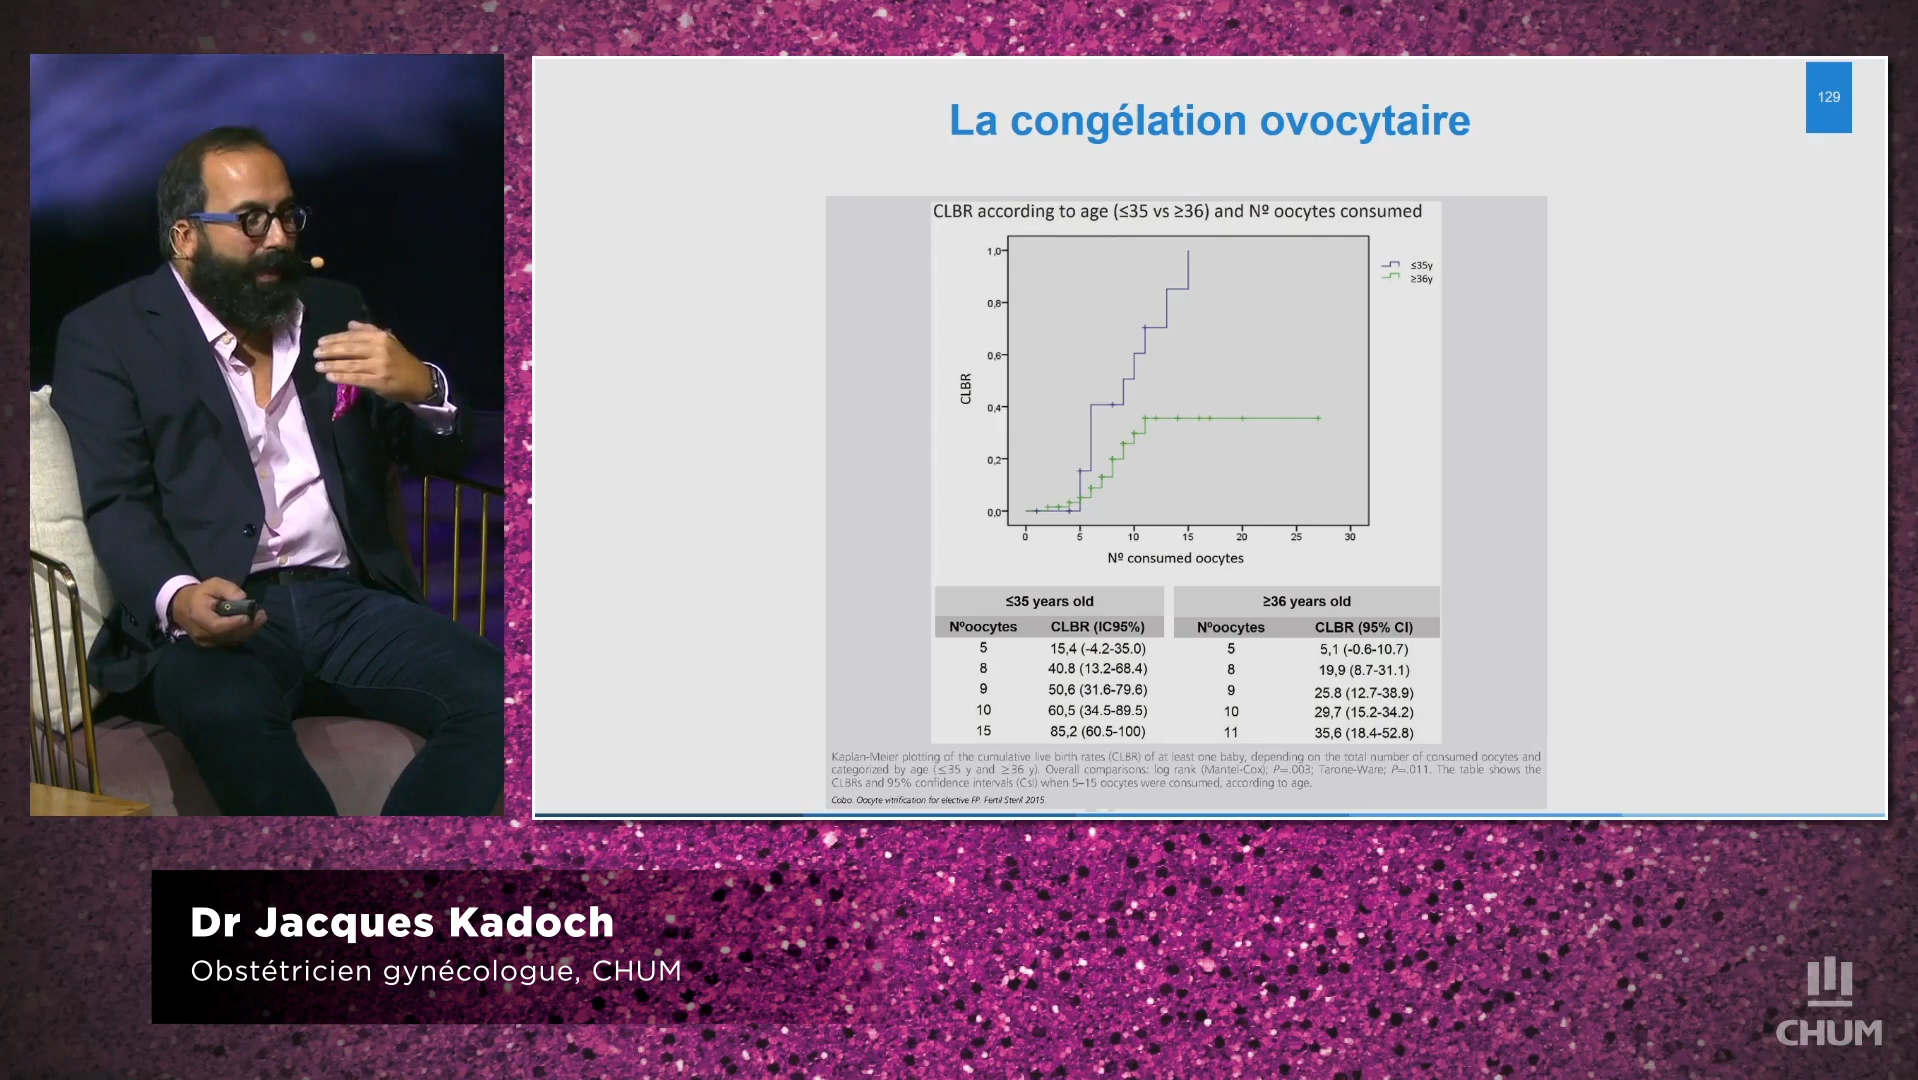 129
La congélation ovocytaire
CLBR according to age (≤35 vs ≥36) and Nº oocytes consumed
1,0
0,8
0,6
0,4
0,2
0,0
CLBR
0 5 10 15 20 25 30
Nº consumed oocytes
≤35y
≥36y
≤35 years old
Nºoocytes CLBR (IC95%)
5 15,4 (-4.2-35.0)
8 40.8 (13.2-68.4)
9 50,6 (31.6-79.6)
10 60,5 (34.5-89.5)
15 85,2 (60.5-100)
≥36 years old
Nºoocytes CLBR (95% CI)
5 5,1 (-0.6-10.7)
8 19,9 (8.7-31.1)
9 25.8 (12.7-38.9)
10 29,7 (15.2-34.2)
11 35,6 (18.4-52.8)
Kaplan-Meier plotting of the cumulative live birth rates (CLBR) of at least one baby, depending on the total number of consumed oocytes and
categorized by age (≤35 y and ≥36 y). Overall comparisons: log rank (Mantel-Cox); P=.003; Tarone-Ware; P=.011. The table shows the
CLBRs and 95% confidence intervals (CsI) when 5–15 oocytes were consumed, according to age.
Cobo. Oocyte vitrification for elective FP. Fertil Steril 2015.
Dr Jacques Kadoch
Obstétricien gynécologue, CHUM
CHUM